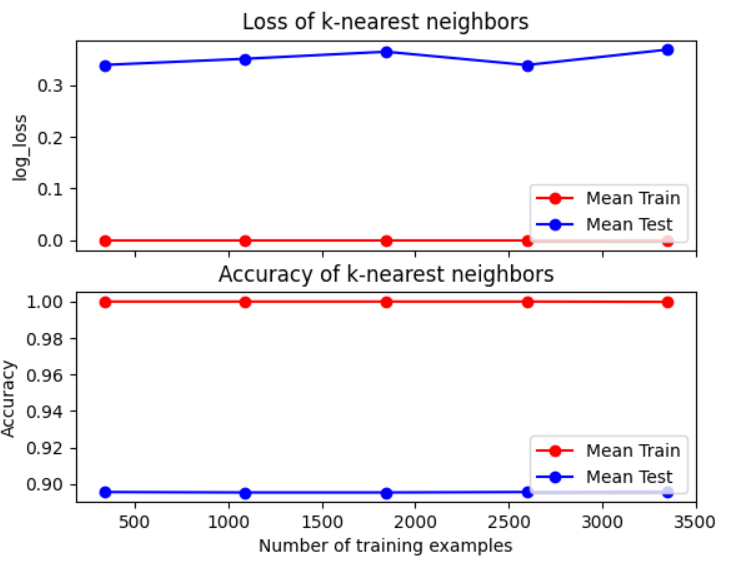 Loss of k-nearest neighbors
log_loss
0.3
0.2
0.1
0.0
Mean Train
Mean Test
Accuracy of k-nearest neighbors
Accuracy
1.00
0.98
0.96
0.94
0.92
0.90
Mean Train
Mean Test
500 1000 1500 2000 2500 3000 3500
Number of training examples